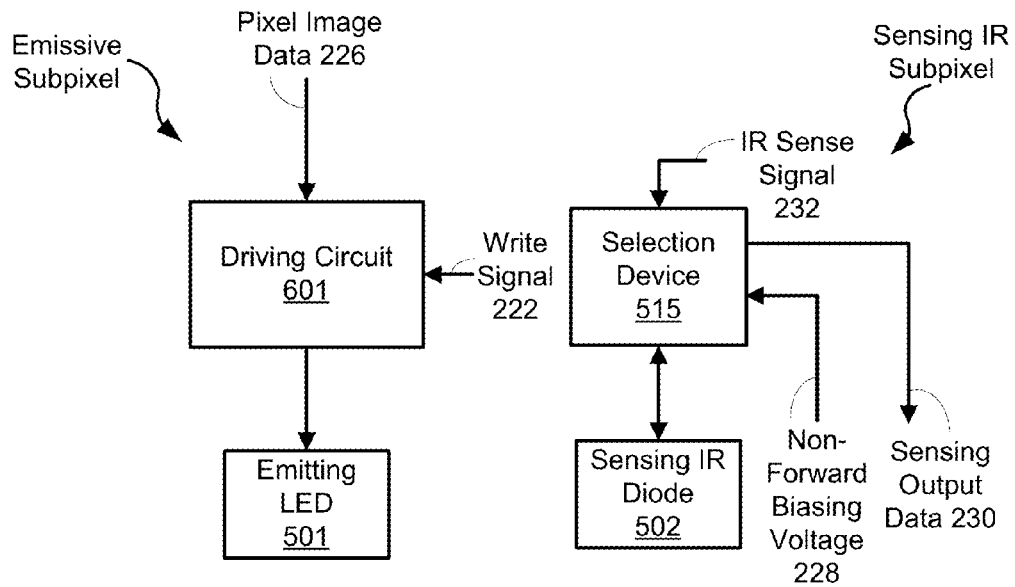 Emissive
Subpixel
Pixel Image
Data 226
Sensing IR
Subpixel
IR Sense
Signal
232
Driving Circuit
601
Write
Signal
222
Selection
Device
515
Emitting
LED
501
Sensing IR
Diode
502
Non-
Forward
Biasing
Voltage
228
Sensing
Output
Data 230